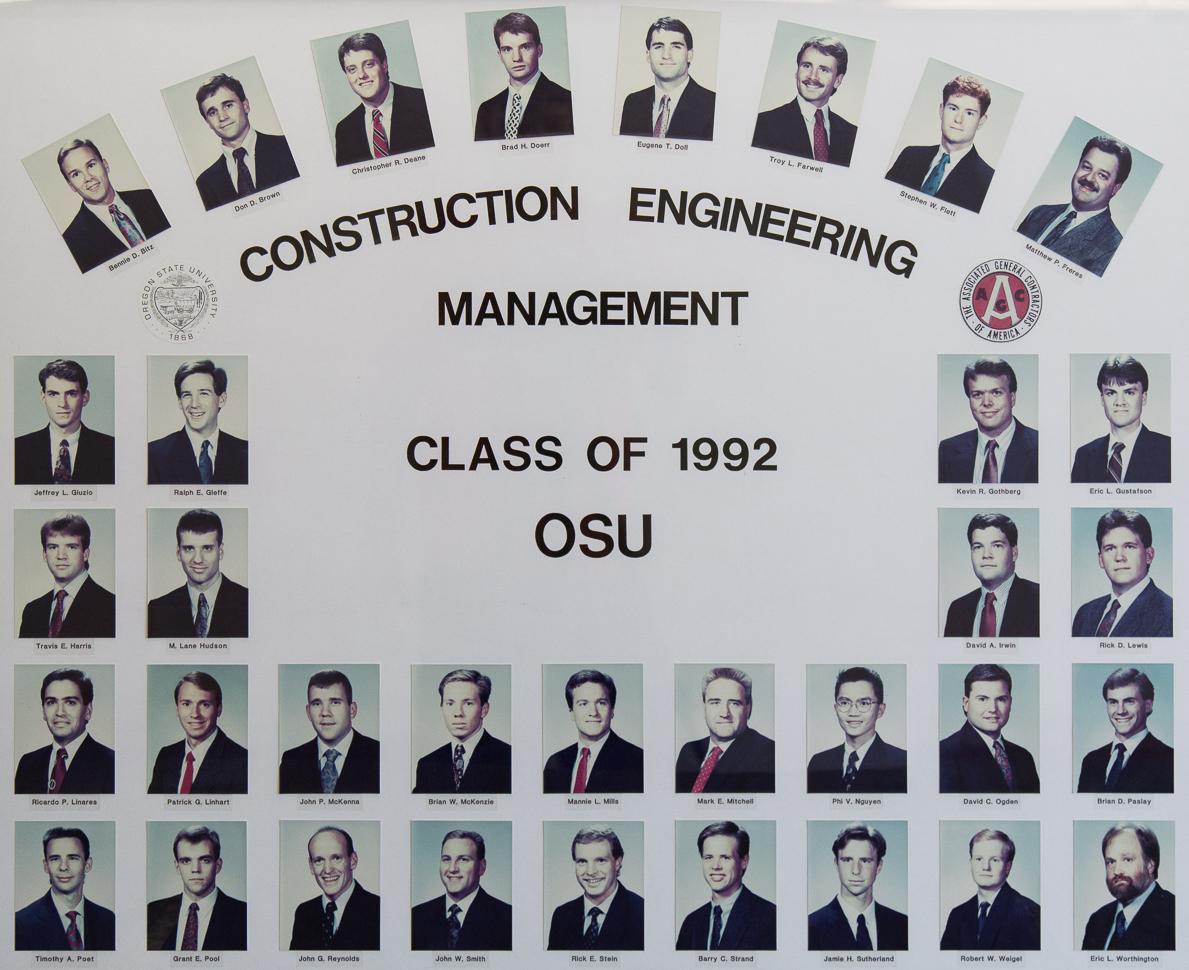 Bennie D. Bitz
Don D. Brown
Christopher R. Deane
Brad H. Doerr
Eugene T. Doll
Troy L. Farwell
Stephen W. Flett
Matthew P. Freres
CONSTRUCTION ENGINEERING
MANAGEMENT
OREGON STATE UNIVERSITY
1868
THE ASSOCIATED GENERAL CONTRACTORS
OF AMERICA
AGC
CLASS OF 1992
OSU
Jeffrey L. Giuzio
Ralph E. Gleffe
Kevin R. Gothberg
Eric L. Gustafson
Travis E. Harris
M. Lane Hudson
David A. Irwin
Rick D. Lewis
Ricardo P. Linares
Patrick G. Linhart
John P. McKenna
Brian W. McKenzie
Mannie L. Mills
Mark E. Mitchell
Phi V. Nguyen
David C. Ogden
Brian D. Paslay
Timothy A. Poet
Grant E. Pool
John G. Reynolds
John W. Smith
Rick E. Stein
Barry C. Strand
Jamie H. Sutherland
Robert W. Weigel
Eric L. Worthington